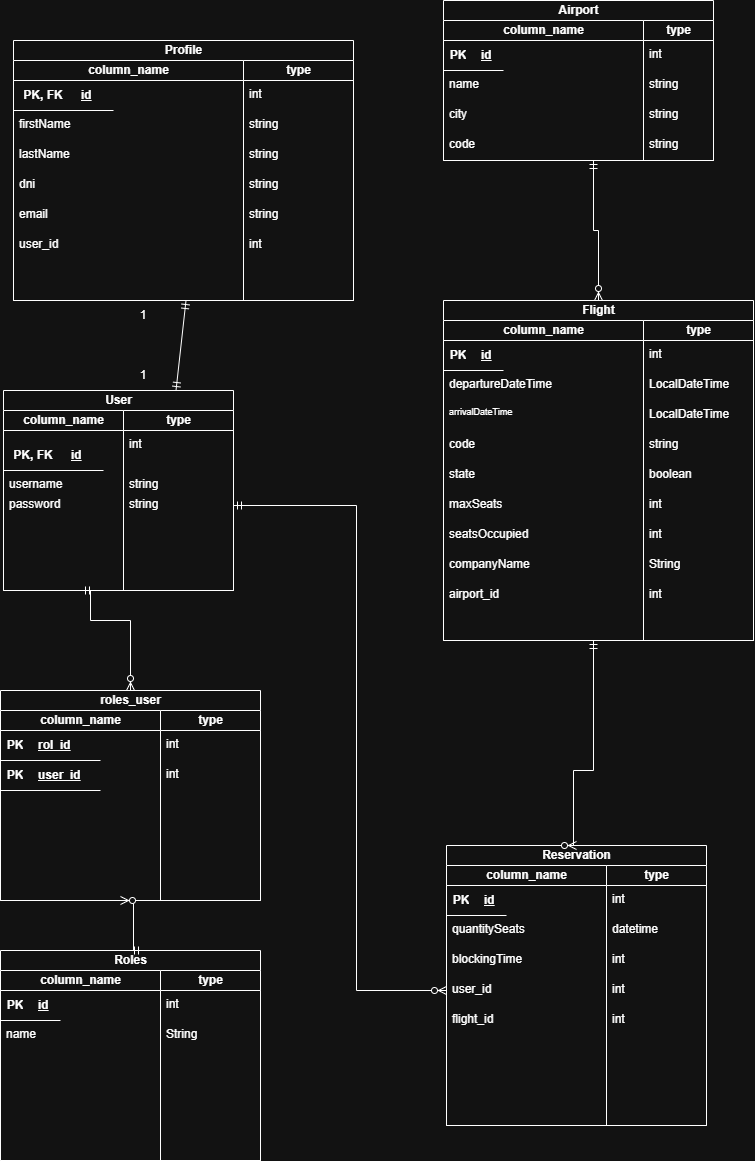 Profile
column_name type
PK, FK id int
firstName string
lastName string
dni string
email string
user_id int
1
1
User
column_name type
PK, FK id int
username string
password string
roles_user
column_name type
PK rol_id int
PK user_id int
Roles
column_name type
PK id int
name String
Airport
column_name type
PK id int
name string
city string
code string
Flight
column_name type
PK id int
departureDateTime LocalDateTime
arrivalDateTime LocalDateTime
code string
state boolean
maxSeats int
seatsOccupied int
companyName String
airport_id int
Reservation
column_name type
PK id int
quantitySeats datetime
blockingTime int
user_id int
flight_id int